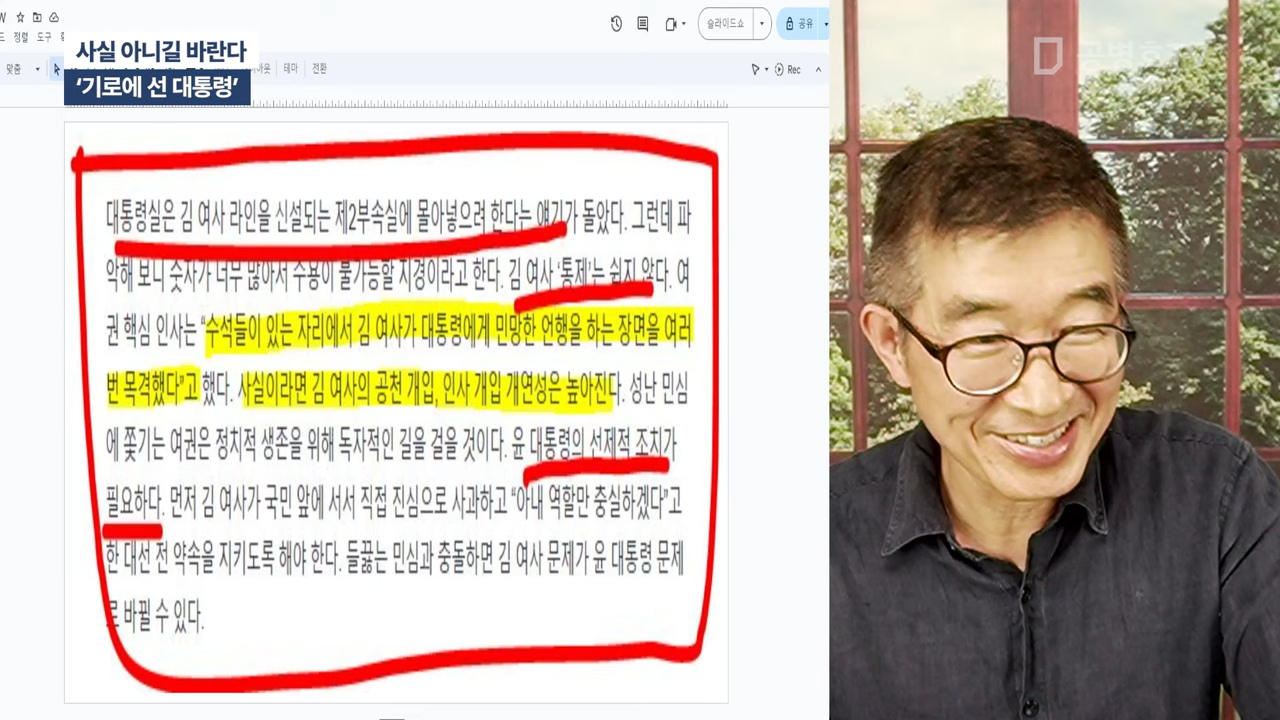 정렬 도구
슬라이드쇼
공유
사실 아니길 바란다
'기로에 선 대통령'
맞춤
테마
전환
Rec
공병호TV
대통령실은 김 여사 라인을 신설되는 제2부속실에 몰아넣으려 한다는 얘기가 돌았다. 그런데 파
악해 보니 숫자가 너무 많아서 수용이 불가능할 지경이라고 한다. 김 여사 '통제'는 쉽지 않다. 여
권 핵심 인사는 "수석들이 있는 자리에서 김 여사가 대통령에게 민망한 언행을 하는 장면을 여러
번 목격했다"고 했다. 사실이라면 김 여사의 공천 개입, 인사 개입 개연성은 높아진다. 성난 민심
에 쫓기는 여권은 정치적 생존을 위해 독자적인 길을 걸을 것이다. 윤 대통령의 선제적 조치가
필요하다. 먼저 김 여사가 국민 앞에 서서 직접 진심으로 사과하고 "아내 역할만 충실하겠다"고
한 대선 전 약속을 지키도록 해야 한다. 들끓는 민심과 충돌하면 김 여사 문제가 윤 대통령 문제
로 바뀔 수 있다.